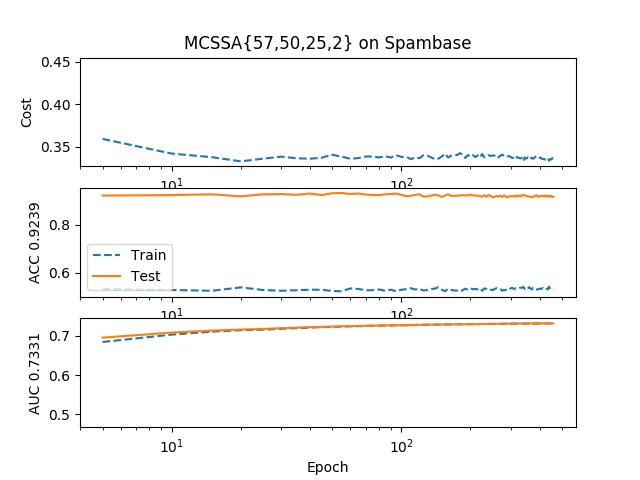 MCSSA{57,50,25,2} on Spambase
0.45
0.40
0.35
Cost
10¹
10²
0.8
0.6
ACC 0.9239
Train
Test
10¹
10²
0.7
0.6
0.5
AUC 0.7331
10¹
10²
Epoch